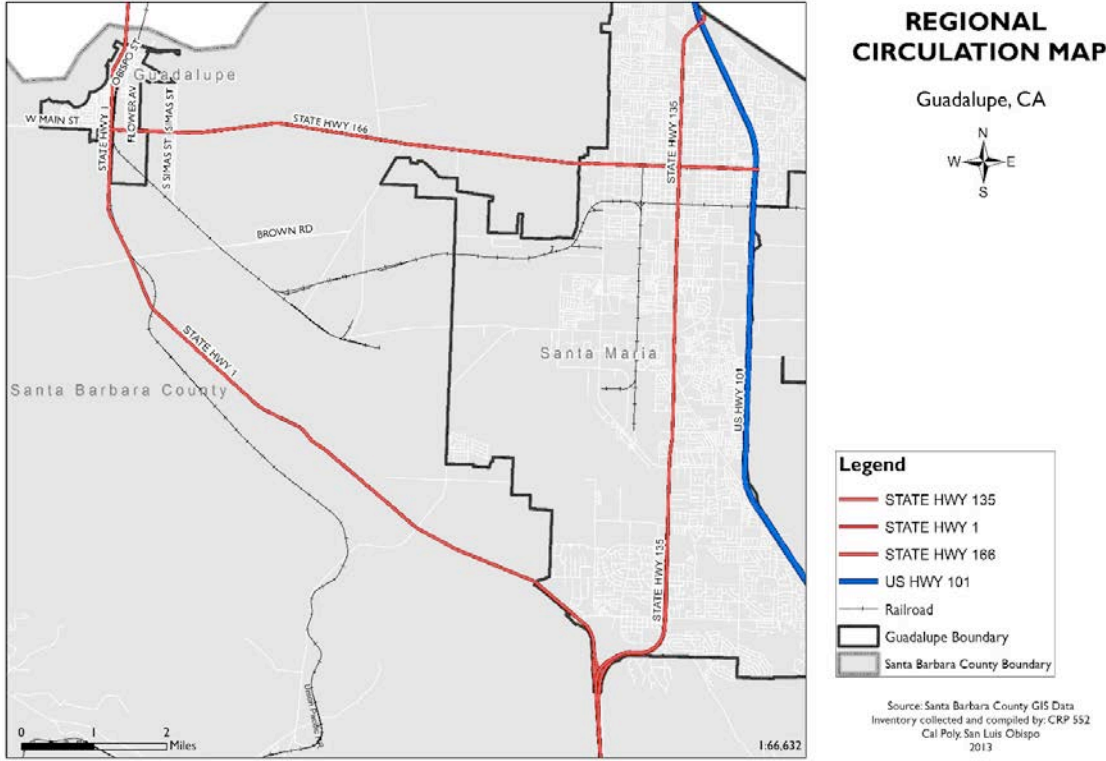 REGIONAL
CIRCULATION MAP
Guadalupe, CA
N
W E
S
OBISPO ST
Guadalupe
W MAIN ST
STATE HWY 1
FLOWER AV
SIMAS ST
S SIMAS ST
STATE HWY 166
STATE HWY 135
BROWN RD
STATE HWY 1
Santa Maria
Santa Barbara County
US HWY 101
STATE HWY 135
Union Pacific
0 1 2
Miles
1:66,632
Legend
STATE HWY 135
STATE HWY 1
STATE HWY 166
US HWY 101
Railroad
Guadalupe Boundary
Santa Barbara County Boundary
Source: Santa Barbara County GIS Data
Inventory collected and compiled by: CRP 552
Cal Poly, San Luis Obispo
2013